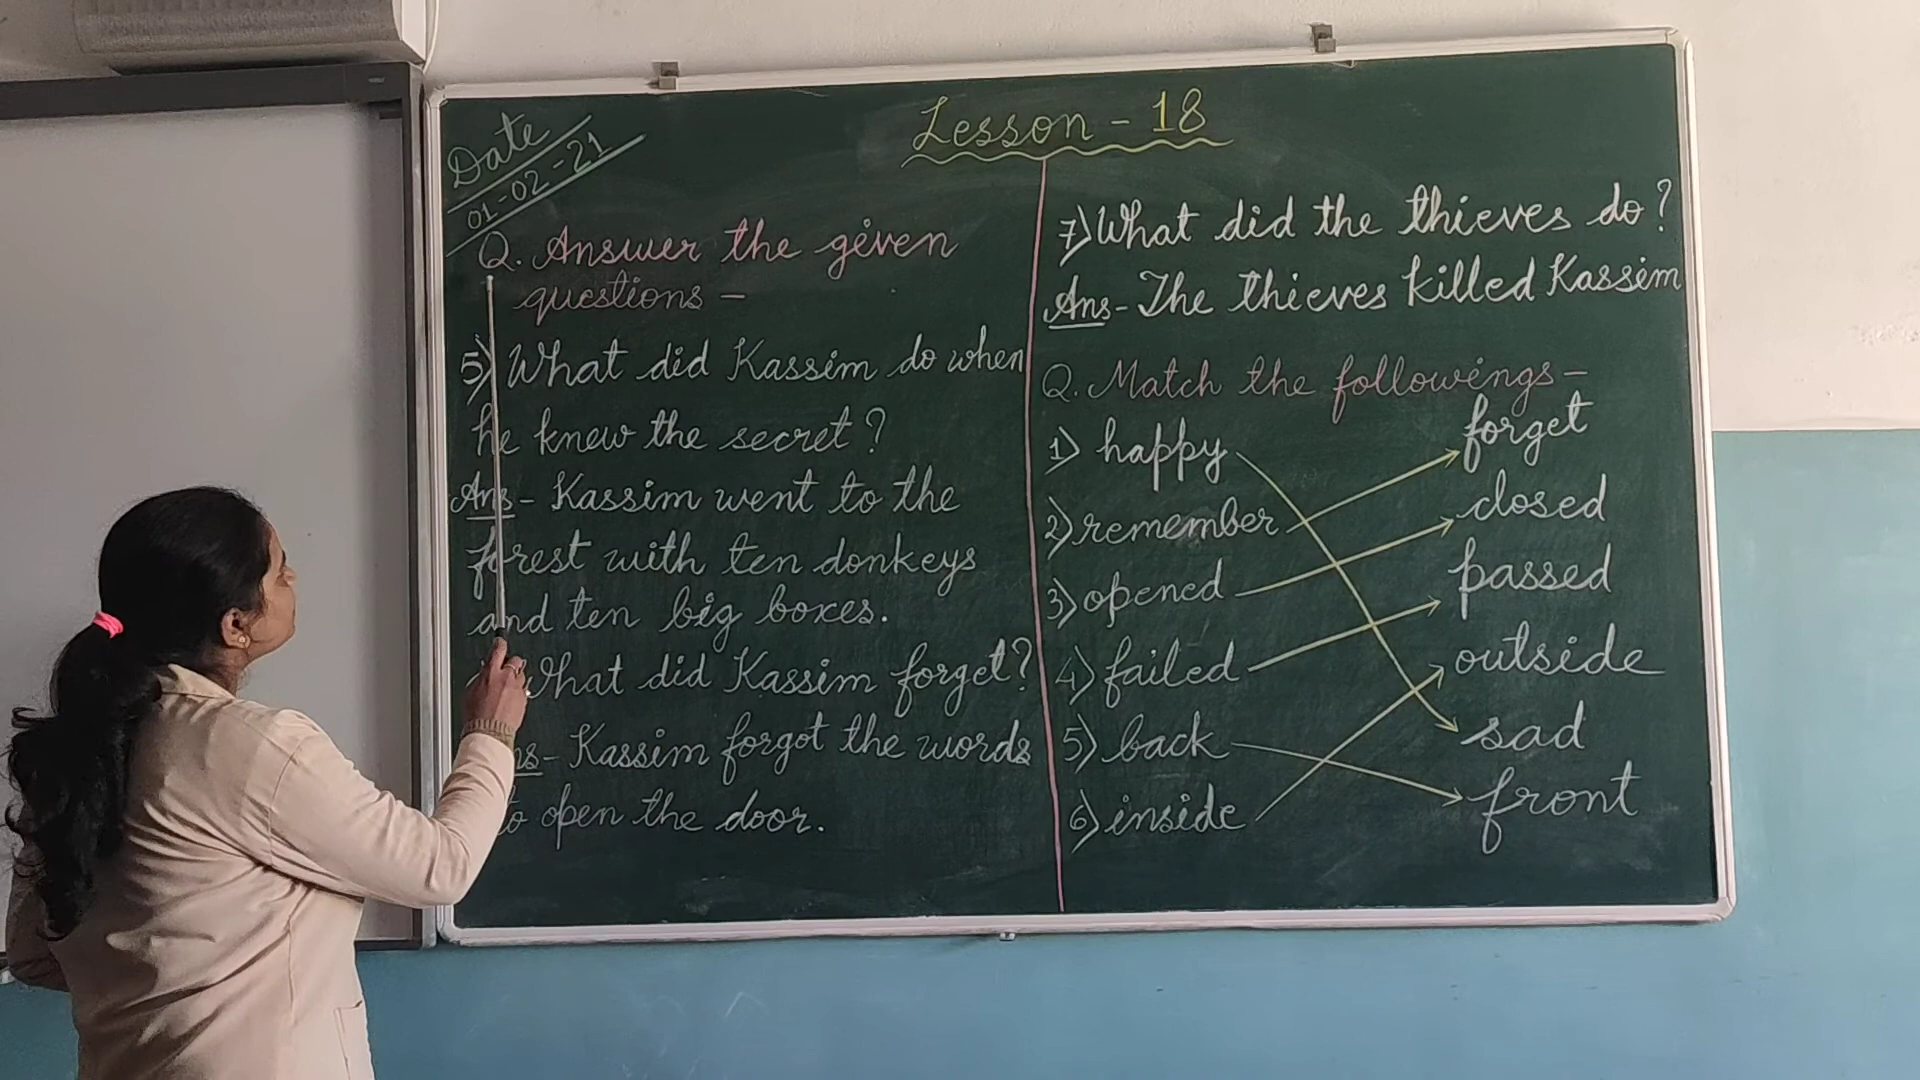 Lesson - 18
Date
01-02-21
Q. Answer the given
questions -
5) What did Kassim do when
he knew the secret?
Ans - Kassim went to the
forest with ten donkeys
and ten big boxes.
What did Kassim forget?
Ans - Kassim forgot the words
to open the door.
7) What did the thieves do?
Ans - The thieves killed Kassim
Q. Match the followings -
1) happy forget
2) remember closed
3) opened passed
4) failed outside
5) back sad
6) inside front